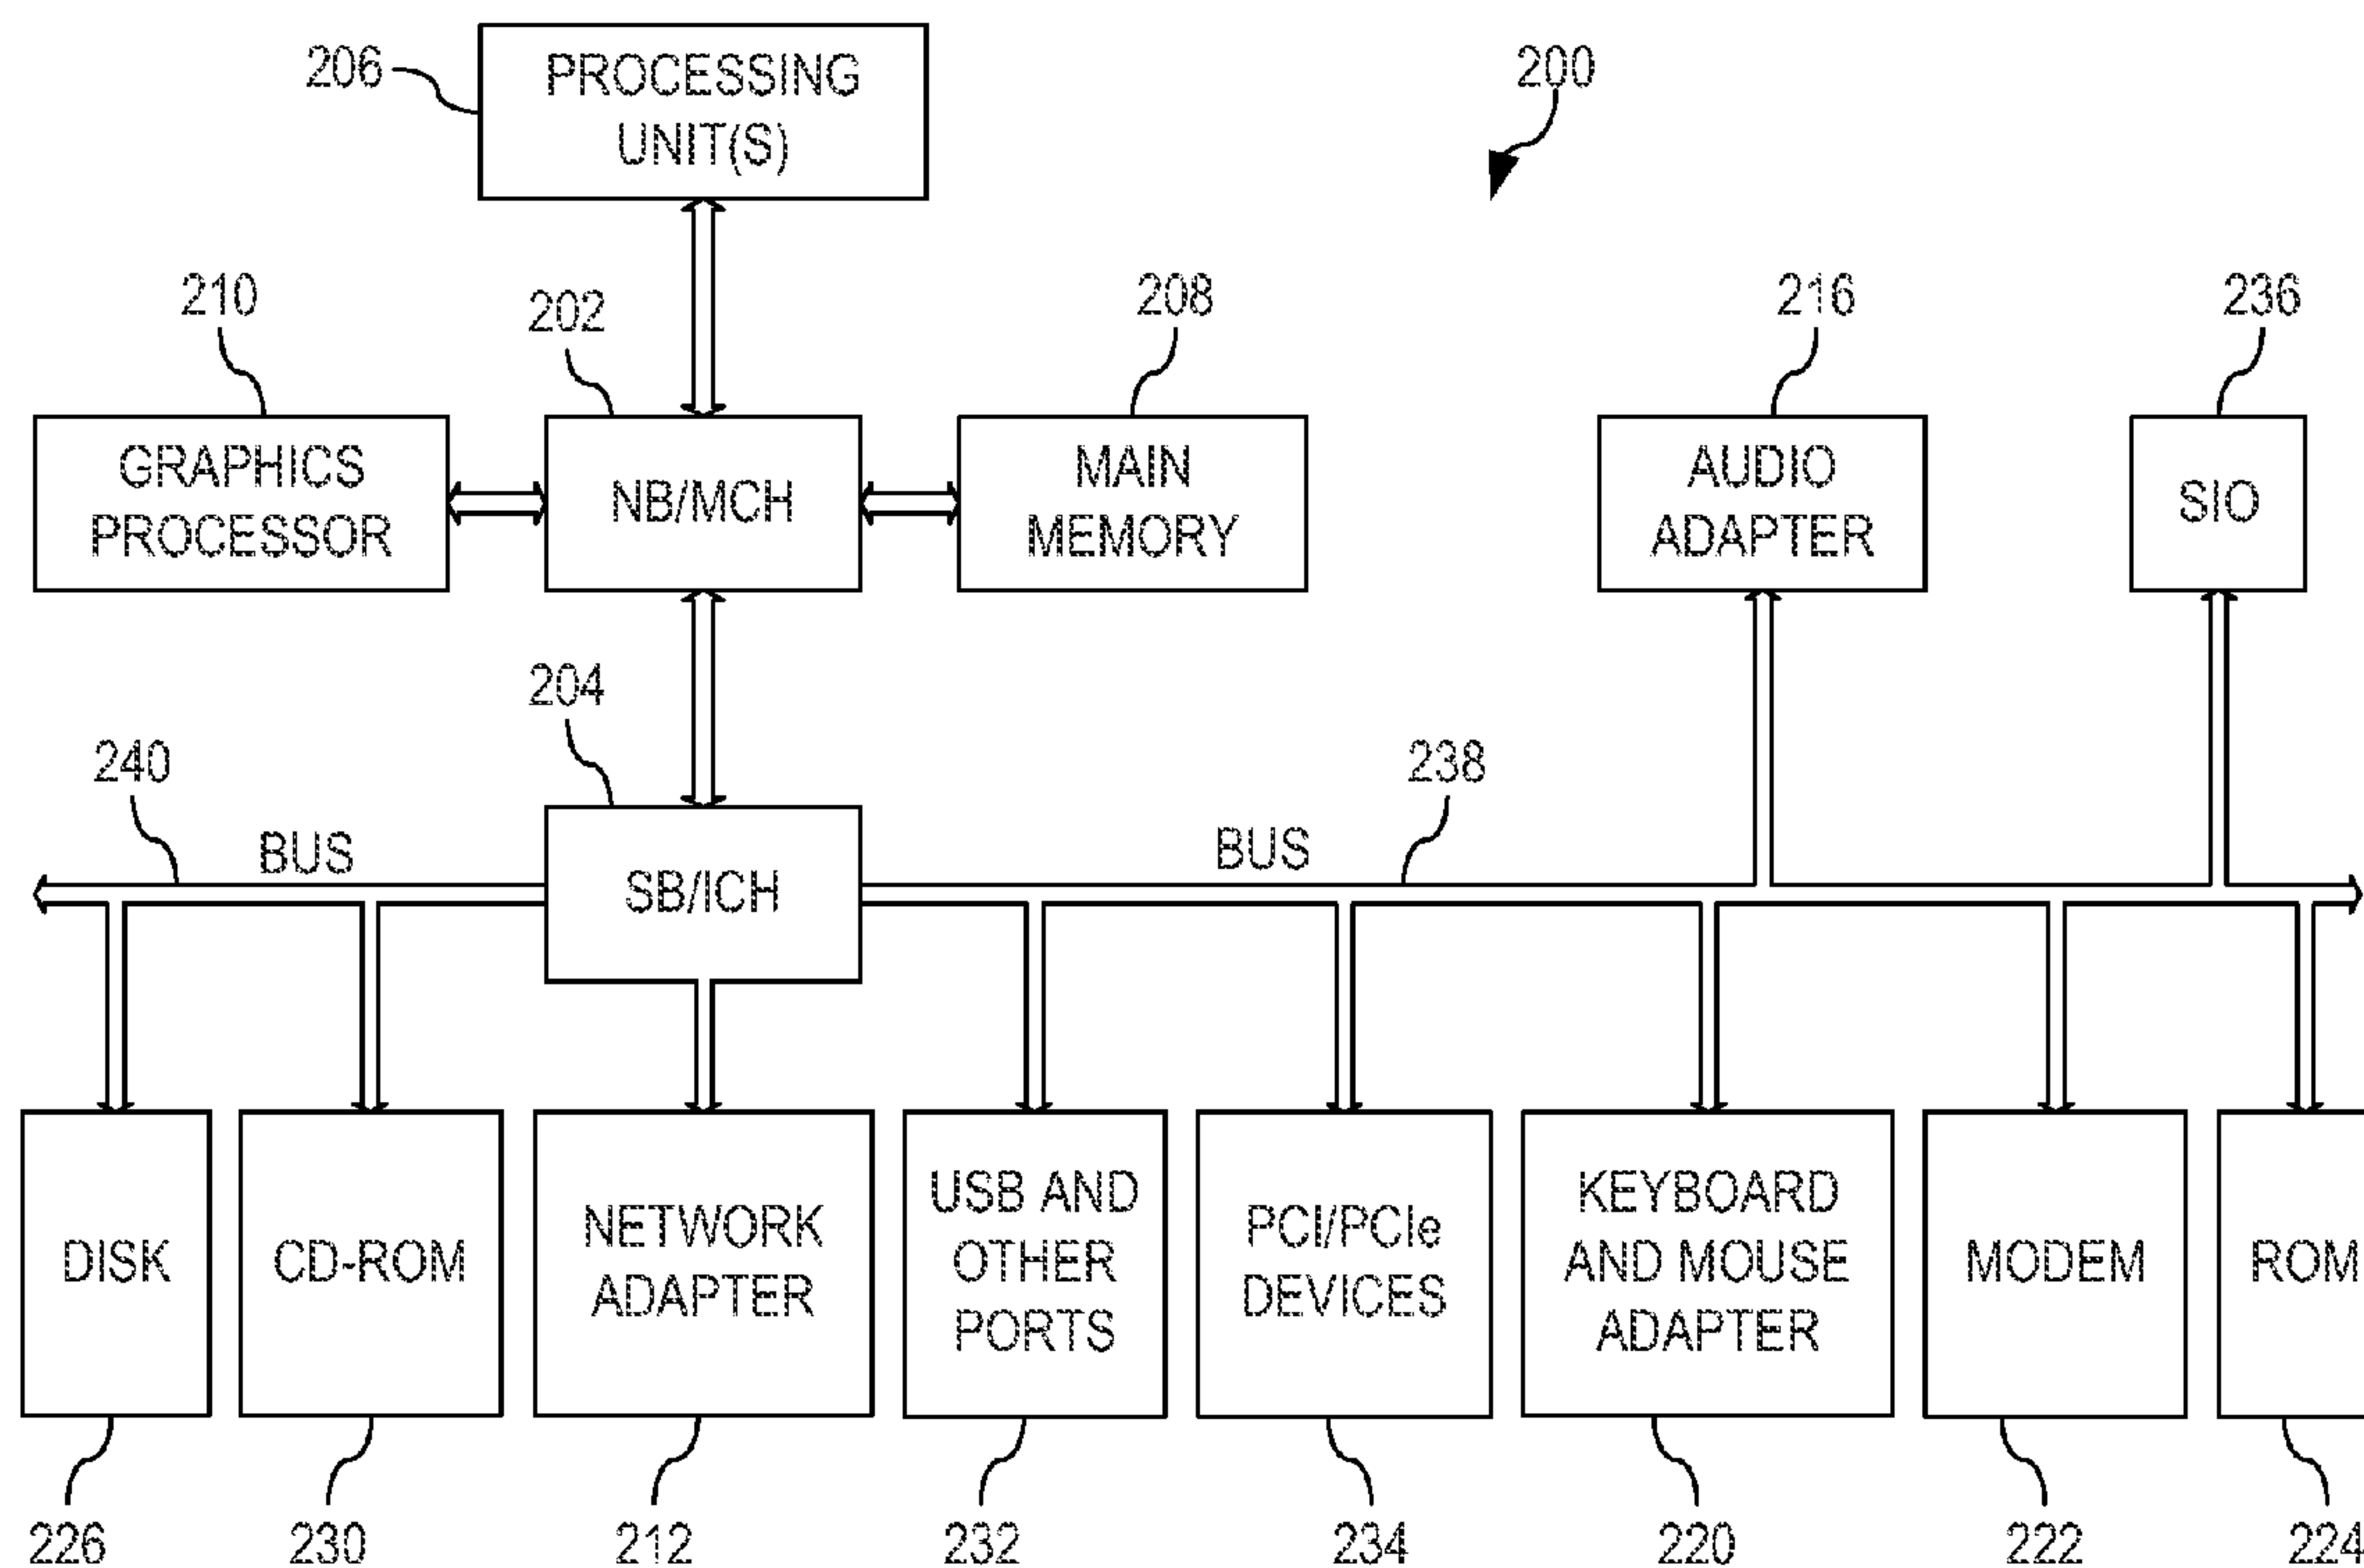 206
PROCESSING
UNIT(S)
200
210
202
208
216
236
GRAPHICS
PROCESSOR
NB/MCH
MAIN
MEMORY
AUDIO
ADAPTER
SIO
204
240
BUS
SB/ICH
BUS
238
DISK
CD-ROM
NETWORK
ADAPTER
USB AND
OTHER
PORTS
PCI/PCIe
DEVICES
KEYBOARD
AND MOUSE
ADAPTER
MODEM
ROM
226
230
212
232
234
220
222
224